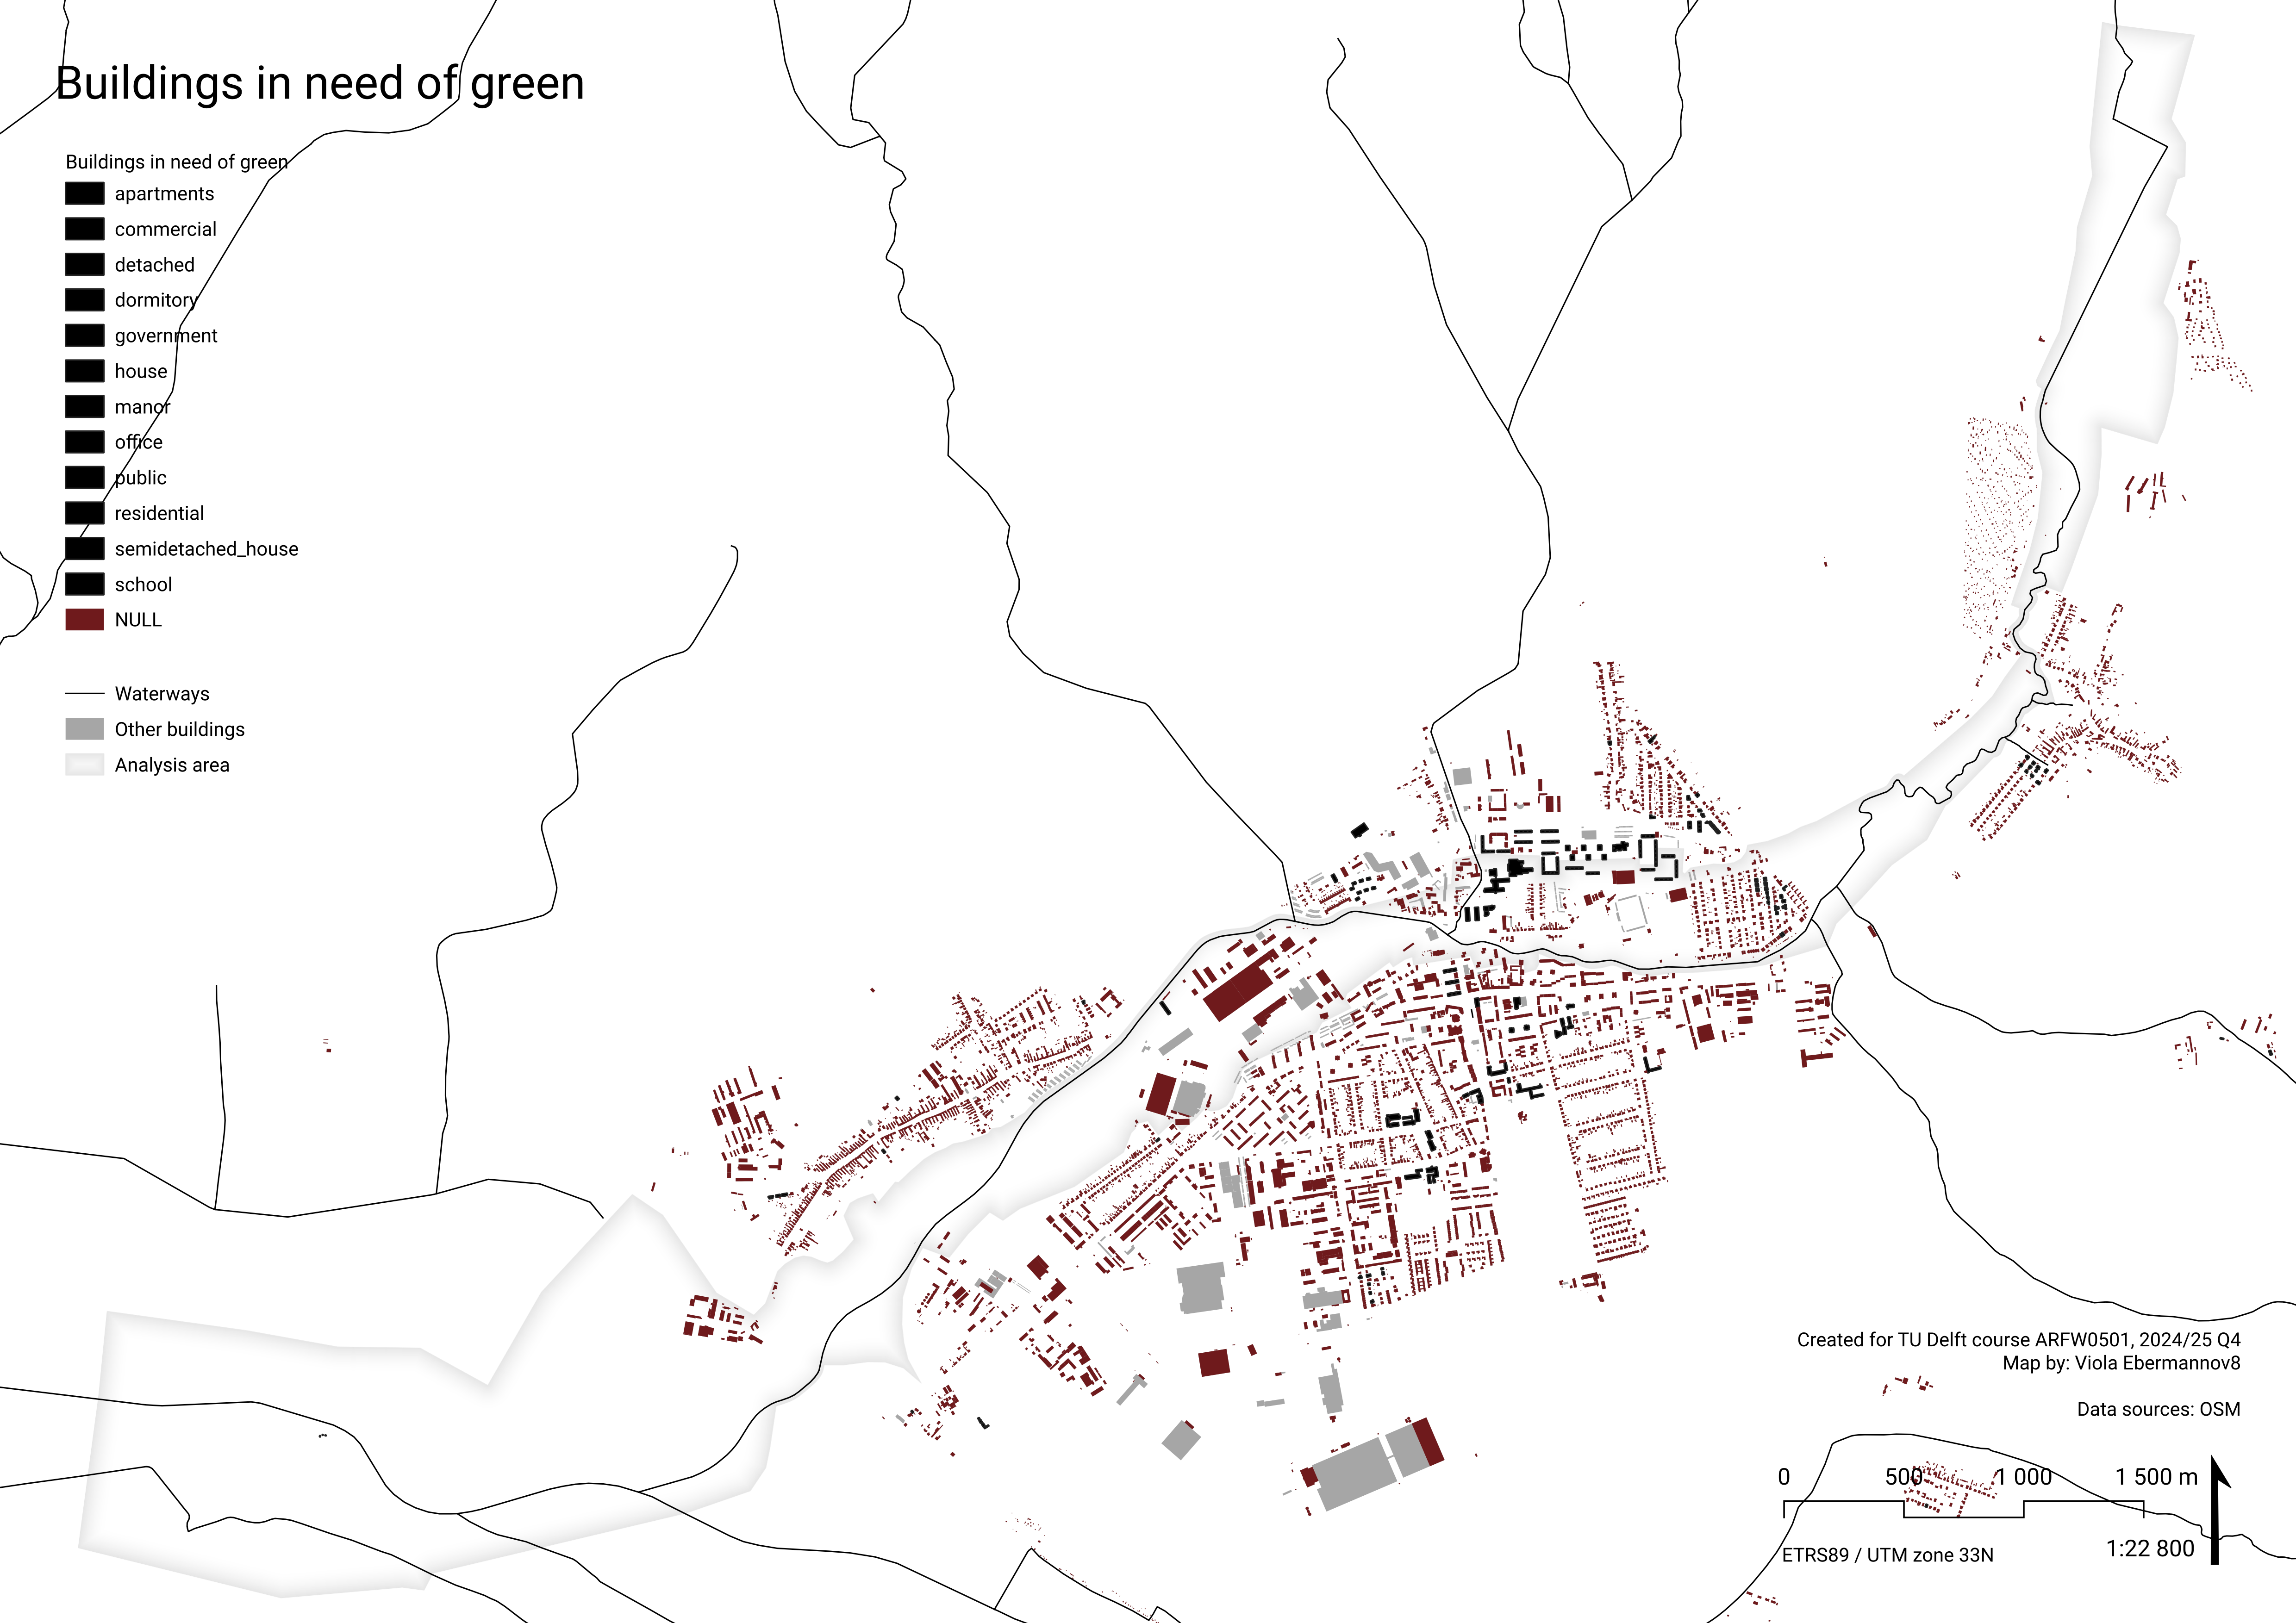 Buildings in need of green
Buildings in need of green
apartments
commercial
detached
dormitory
government
house
manor
office
public
residential
semidetached_house
school
NULL
Waterways
Other buildings
Analysis area
Created for TU Delft course ARFW0501, 2024/25 Q4
Map by: Viola Ebermannov8
Data sources: OSM
0 500 1 000 1 500 m
ETRS89 / UTM zone 33N
1:22 800